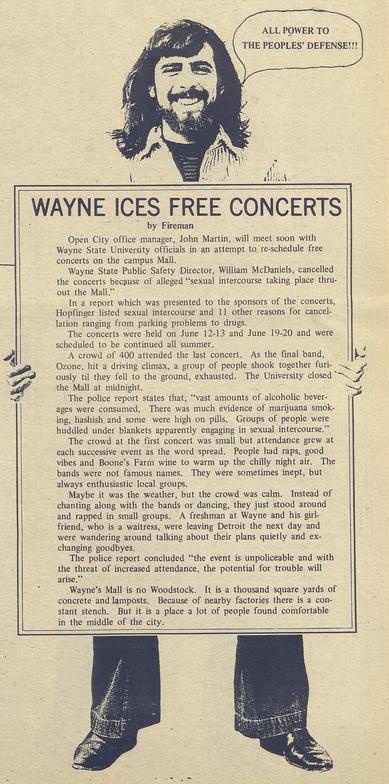 ALL POWER TO
THE PEOPLES' DEFENSE!!!
WAYNE ICES FREE CONCERTS
by Fireman
Open City office manager, John Martin, will meet soon with
Wayne State University officials in an attempt to re-schedule free
concerts on the campus Mall.
Wayne State Public Safety Director, William McDaniels, cancelled
the concerts because of alleged "sexual intercourse taking place thru-
out the Mall."
In a report which was presented to the sponsors of the concerts,
Hopfinger listed sexual intercourse and 11 other reasons for cancel-
lation ranging from parking problems to drugs.
The concerts were held on June 12-13 and June 19-20 and were
scheduled to be continued all summer.
A crowd of 400 attended the last concert. As the final band,
Ozone, hit a driving climax, a group of people shook together furi-
ously til they fell to the ground, exhausted. The University closed
the Mall at midnight.
The police report states that, "vast amounts of alcoholic bever-
ages were consumed. There was much evidence of marijuana smok-
ing, hashish and some were high on pills. Groups of people were
huddled under blankets apparently engaging in sexual intercourse."
The crowd at the first concert was small but attendance grew at
each successive event as the word spread. People had raps, good
vibes and Boone's Farm wine to warm up the chilly night air. The
bands were not famous names. They were sometimes inept, but
always enthusiastic local groups.
Maybe it was the weather, but the crowd was calm. Instead of
chanting along with the bands or dancing, they just stood around
and rapped in small groups. A freshman at Wayne and his girl-
friend, who is a waitress, were leaving Detroit the next day and
were wandering around talking about their plans quietly and ex-
changing goodbyes.
The police report concluded "the event is unpoliceable and with
the threat of increased attendance, the potential for trouble will
arise."
Wayne's Mall is no Woodstock. It is a thousand square yards of
concrete and lamposts. Because of nearby factories there is a con-
stant stench. But it is a place a lot of people found comfortable
in the middle of the city.